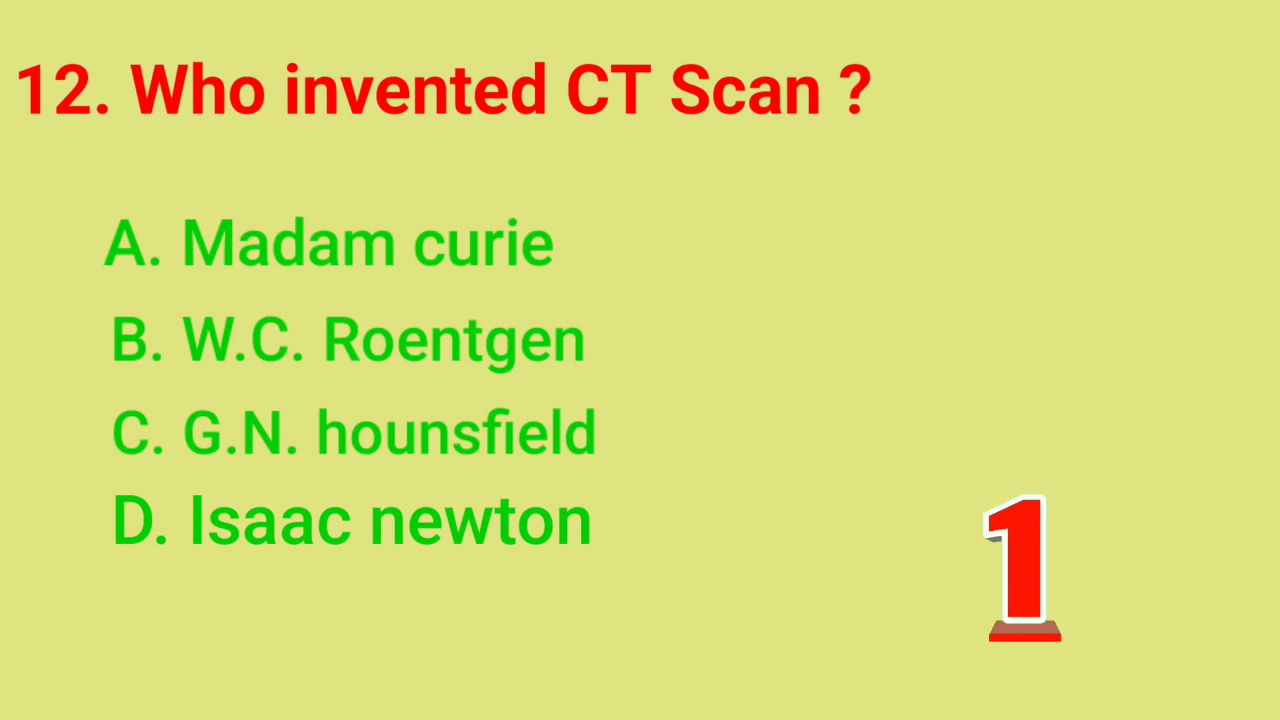 12. Who invented CT Scan ?
A. Madam curie
B. W.C. Roentgen
C. G.N. hounsfield
D. Isaac newton
1